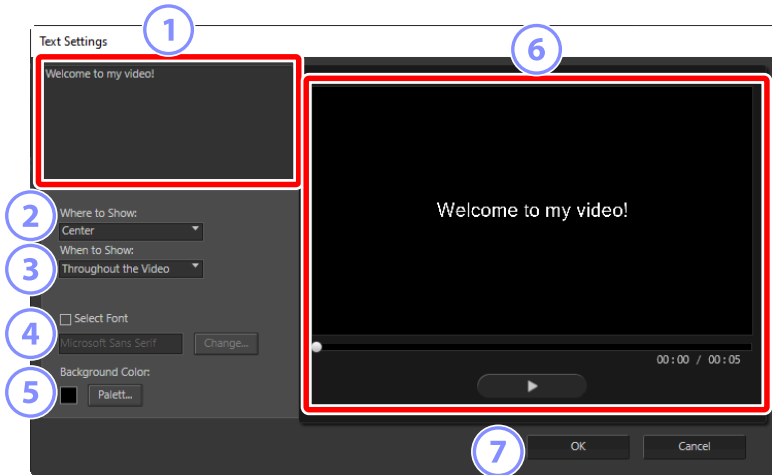 1
Text Settings
6
Welcome to my video!
2
Where to Show:
Center
When to Show:
3
Throughout the Video
Select Font
4
Microsoft Sans Serif
Change...
Background Color:
5
Palett...
Welcome to my video!
00:00 / 00:05
7
OK
Cancel